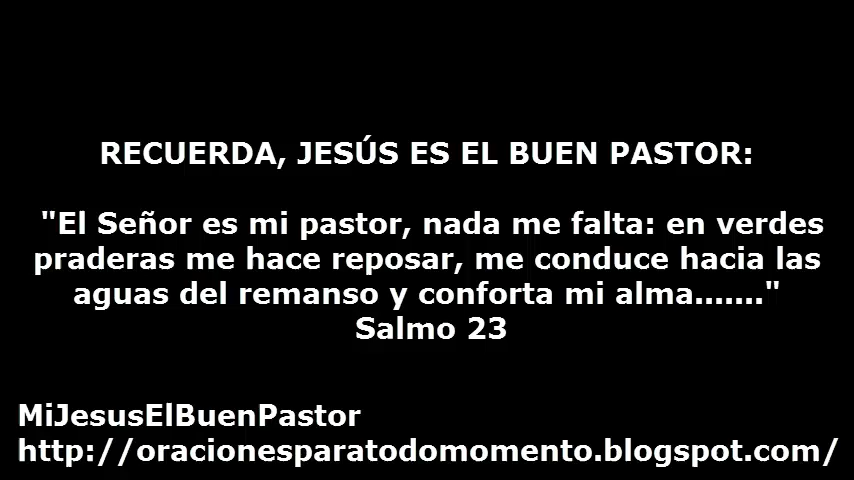 RECUERDA, JESÚS ES EL BUEN PASTOR:
"El Señor es mi pastor, nada me falta: en verdes
praderas me hace reposar, me conduce hacia las
aguas del remanso y conforta mi alma......."
Salmo 23
MiJesusElBuenPastor
http://oracionesparatodomomento.blogspot.com/